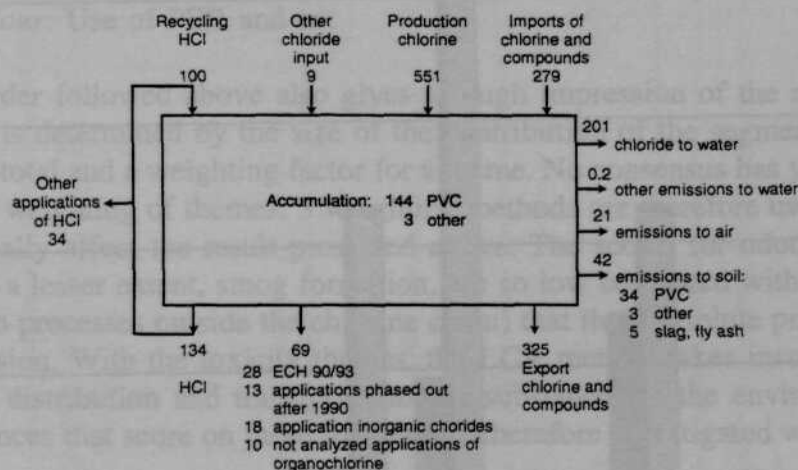 Recycling
HCl
100
Other
chloride
input
9
Production
chlorine
551
Imports of
chlorine and
compounds
279
201
chloride to water
0.2
other emissions to water
21
emissions to air
42
emissions to soil:
34 PVC
3 other
5 slag, fly ash
Other
applications
of HCl
34
Accumulation: 144 PVC
3 other
134
HCl
69
28 ECH 90/93
13 applications phased out
after 1990
18 application inorganic chorides
10 not analyzed applications of
organochlorine
325
Export
chlorine and
compounds